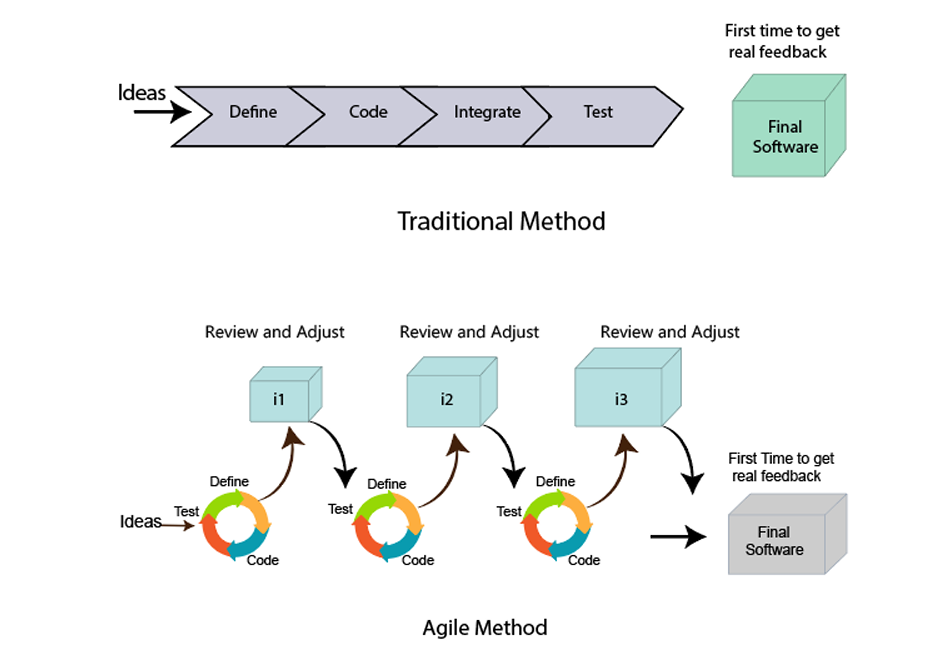 First time to get
real feedback
Ideas
Define
Code
Integrate
Test
Final
Software
Traditional Method
Review and Adjust
Review and Adjust
Review and Adjust
i1
i2
i3
First Time to get
real feedback
Define
Define
Define
Test
Test
Test
Ideas
Code
Code
Code
Final
Software
Agile Method